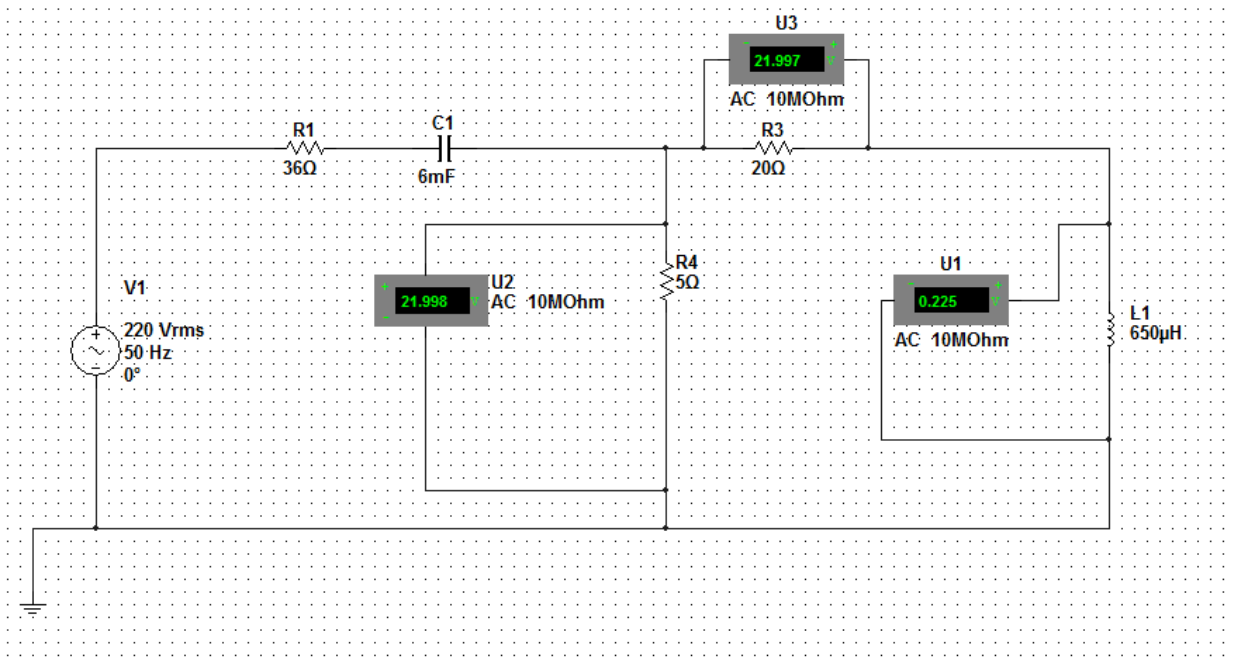 U3
21.997 V
AC 10MOhm
R1
36Ω
C1
6mF
R3
20Ω
V1
220 Vrms
50 Hz
0°
U2
21.998 V
AC 10MOhm
R4
5Ω
U1
0.225 V
AC 10MOhm
L1
650µH